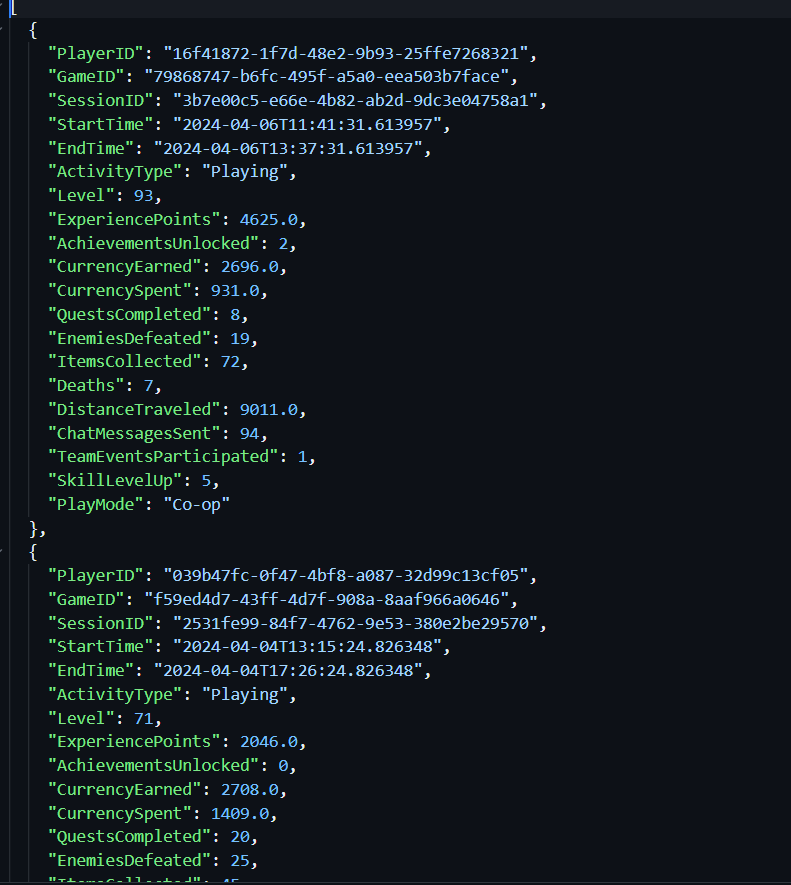 [
{
"PlayerID": "16f41872-1f7d-48e2-9b93-25ffe7268321",
"GameID": "79868747-b6fc-495f-a5a0-eea503b7face",
"SessionID": "3b7e00c5-e66e-4b82-ab2d-9dc3e04758a1",
"StartTime": "2024-04-06T11:41:31.613957",
"EndTime": "2024-04-06T13:37:31.613957",
"ActivityType": "Playing",
"Level": 93,
"ExperiencePoints": 4625.0,
"AchievementsUnlocked": 2,
"CurrencyEarned": 2696.0,
"CurrencySpent": 931.0,
"QuestsCompleted": 8,
"EnemiesDefeated": 19,
"ItemsCollected": 72,
"Deaths": 7,
"DistanceTraveled": 9011.0,
"ChatMessagesSent": 94,
"TeamEventsParticipated": 1,
"SkillLevelUp": 5,
"PlayMode": "Co-op"
},
{
"PlayerID": "039b47fc-0f47-4bf8-a087-32d99c13cf05",
"GameID": "f59ed4d7-43ff-4d7f-908a-8aaf966a0646",
"SessionID": "2531fe99-84f7-4762-9e53-380e2be29570",
"StartTime": "2024-04-04T13:15:24.826348",
"EndTime": "2024-04-04T17:26:24.826348",
"ActivityType": "Playing",
"Level": 71,
"ExperiencePoints": 2046.0,
"AchievementsUnlocked": 0,
"CurrencyEarned": 2708.0,
"CurrencySpent": 1409.0,
"QuestsCompleted": 20,
"EnemiesDefeated": 25,